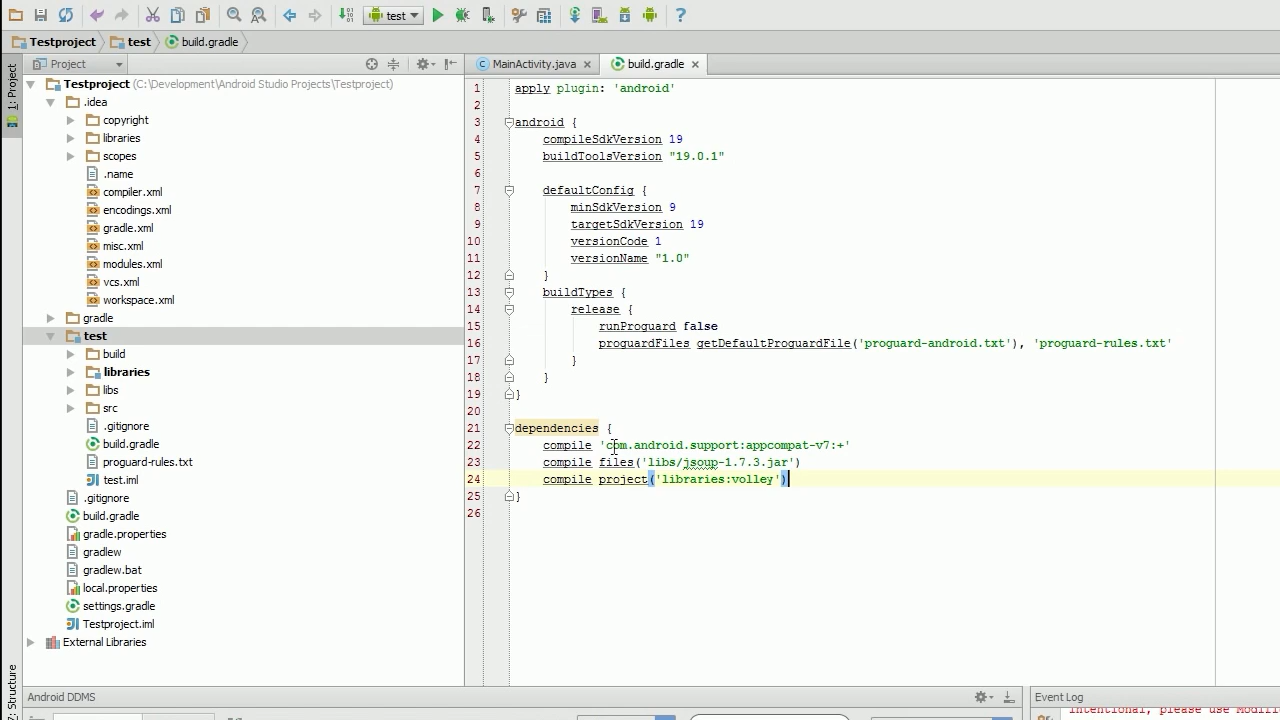 test
Testproject
test
build.gradle
1: Project
Project
MainActivity.java
build.gradle
Testproject (C:\Development\Android Studio Projects\Testproject)
.idea
copyright
libraries
scopes
.name
compiler.xml
encodings.xml
gradle.xml
misc.xml
modules.xml
vcs.xml
workspace.xml
gradle
test
build
libraries
libs
src
.gitignore
build.gradle
proguard-rules.txt
test.iml
.gitignore
build.gradle
gradle.properties
gradlew
gradlew.bat
local.properties
settings.gradle
Testproject.iml
External Libraries
1 apply plugin: 'android'
2
3 android {
4 compileSdkVersion 19
5 buildToolsVersion "19.0.1"
6
7 defaultConfig {
8 minSdkVersion 9
9 targetSdkVersion 19
10 versionCode 1
11 versionName "1.0"
12 }
13 buildTypes {
14 release {
15 runProguard false
16 proguardFiles getDefaultProguardFile('proguard-android.txt'), 'proguard-rules.txt'
17 }
18 }
19 }
20
21 dependencies {
22 compile 'com.android.support:appcompat-v7:+'
23 compile files('libs/jsoup-1.7.3.jar')
24 compile project('libraries:volley')
25 }
26
Z: Structure
Android DDMS
Event Log
intentional, please use